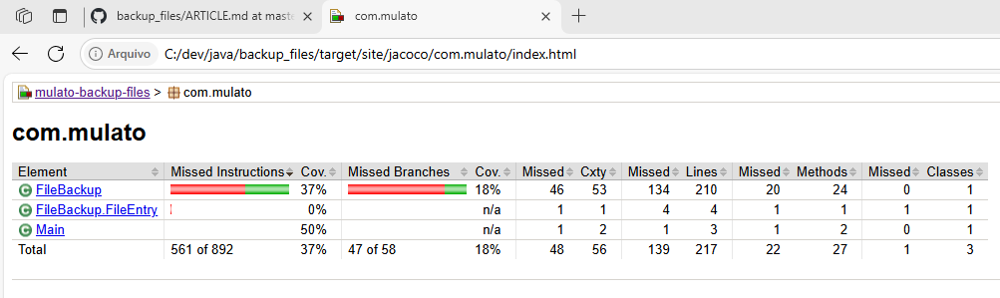 backup_files/ARTICLE.md at maste
com.mulato
Arquivo C:/dev/java/backup_files/target/site/jacoco/com.mulato/index.html
mulato-backup-files > com.mulato
com.mulato
Element Missed Instructions Cov. Missed Branches Cov. Missed Cxty Missed Lines Missed Methods Missed Classes
FileBackup 37% 18% 46 53 134 210 20 24 0 1
FileBackup.FileEntry 0% n/a 1 1 4 4 1 1 1 1
Main 50% n/a 1 2 1 3 1 2 0 1
Total 561 of 892 37% 47 of 58 18% 48 56 139 217 22 27 1 3